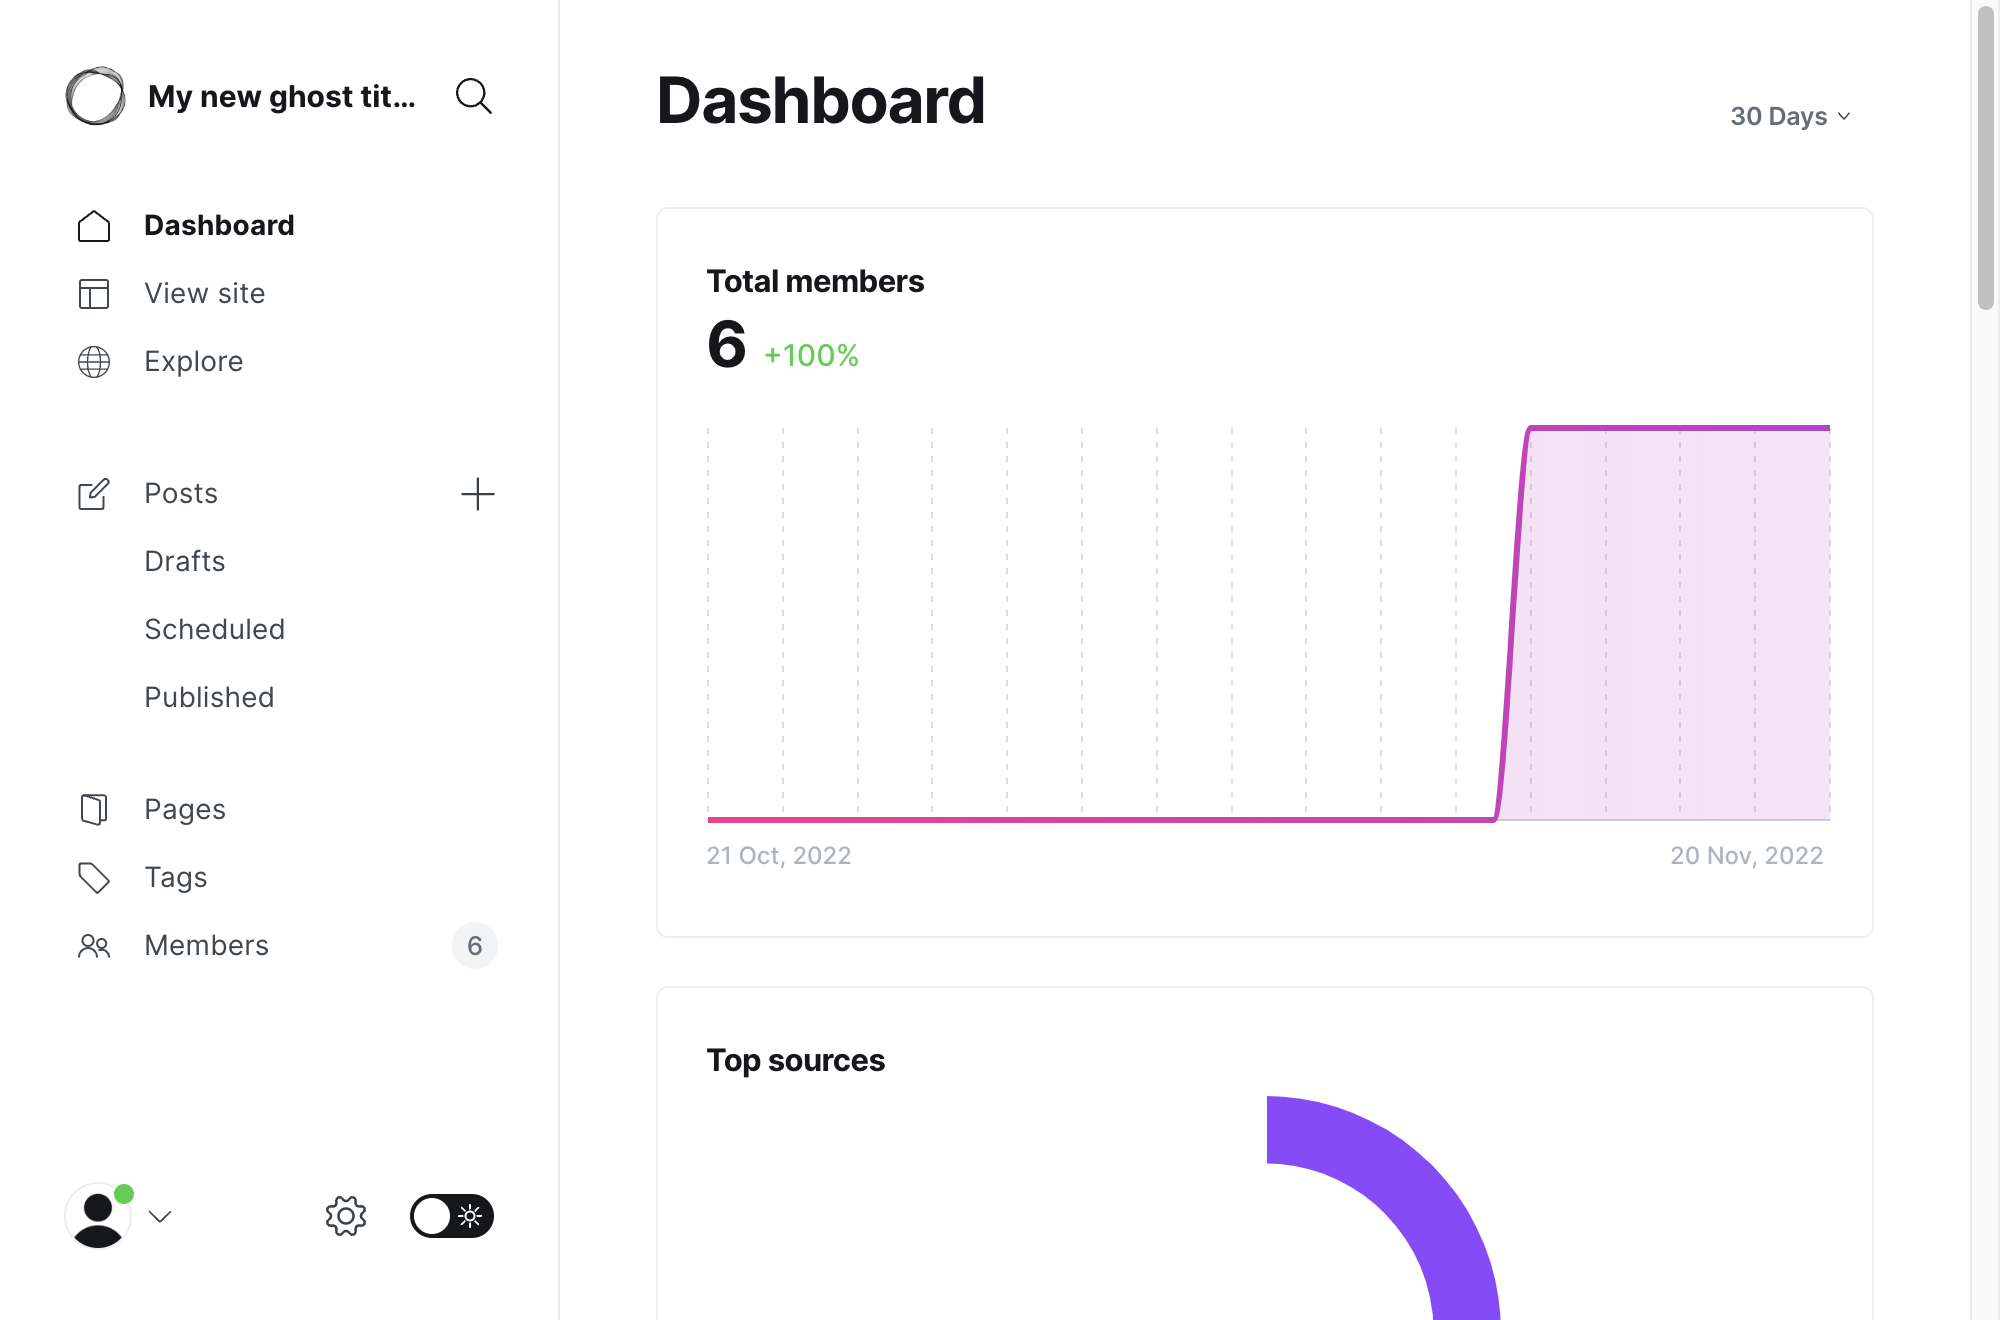 My new ghost tit...
Dashboard
View site
Explore
Posts
Drafts
Scheduled
Published
Pages
Tags
Members 6
Dashboard
30 Days
Total members
6 +100%
21 Oct, 2022 20 Nov, 2022
Top sources